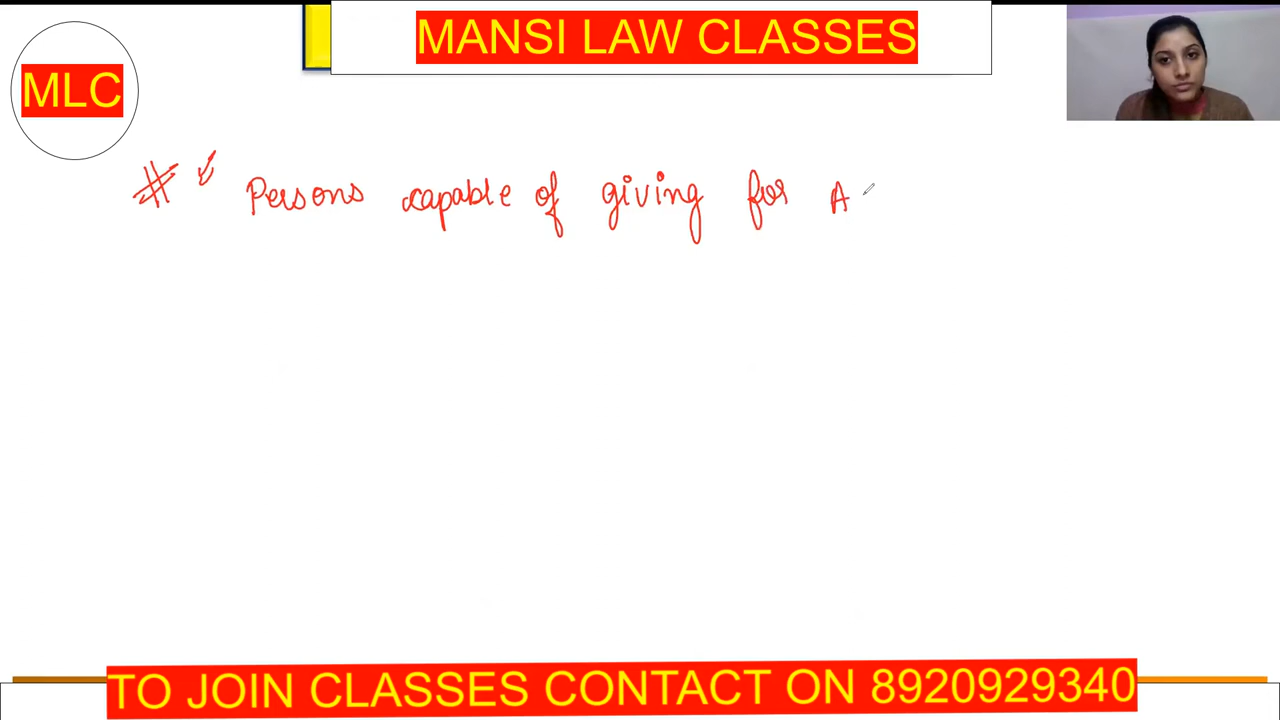 MANSI LAW CLASSES
MLC
# Persons capable of giving for A
TO JOIN CLASSES CONTACT ON 8920929340